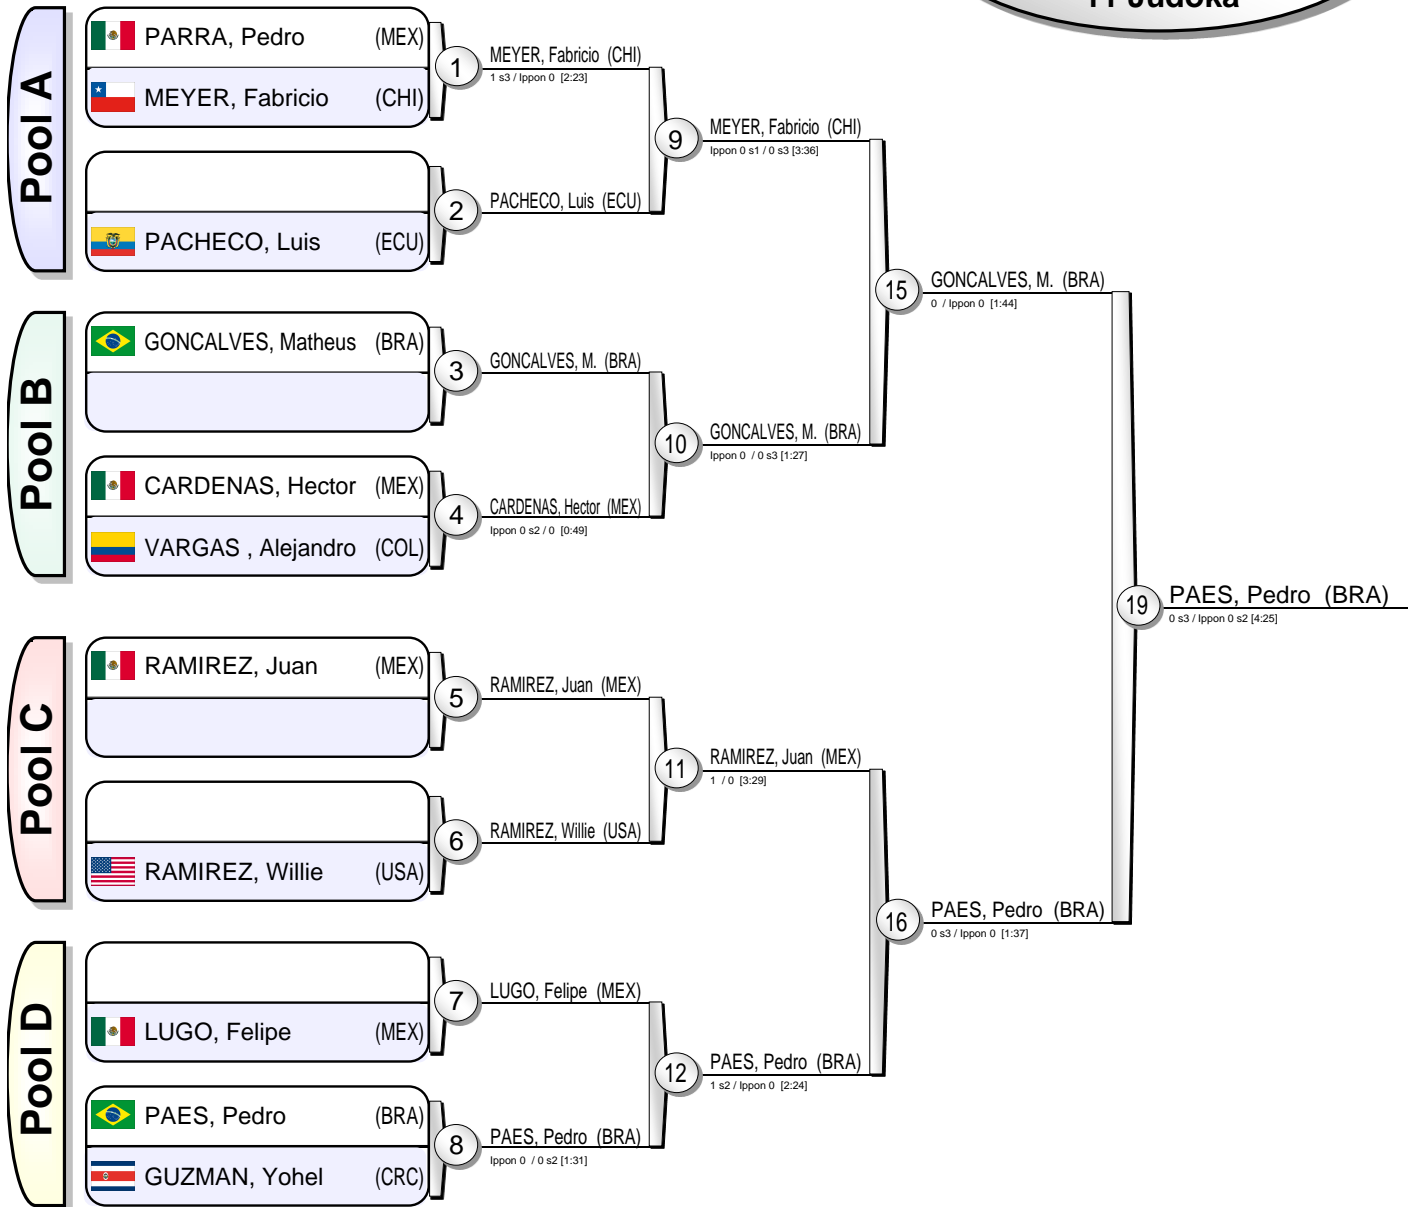 11 Judoka
Pool A
PARRA, Pedro (MEX)
MEYER, Fabricio (CHI)
PACHECO, Luis (ECU)
1
MEYER, Fabricio (CHI)
1 s3 / Ippon 0 [2:23]
2
PACHECO, Luis (ECU)
9
MEYER, Fabricio (CHI)
Ippon 0 s1 / 0 s3 [3:36]
Pool B
GONCALVES, Matheus (BRA)
CARDENAS, Hector (MEX)
VARGAS , Alejandro (COL)
3
GONCALVES, M. (BRA)
4
CARDENAS, Hector (MEX)
Ippon 0 s2 / 0 [0:49]
10
GONCALVES, M. (BRA)
Ippon 0 / 0 s3 [1:27]
15
GONCALVES, M. (BRA)
0 / Ippon 0 [1:44]
Pool C
RAMIREZ, Juan (MEX)
RAMIREZ, Willie (USA)
5
RAMIREZ, Juan (MEX)
6
RAMIREZ, Willie (USA)
11
RAMIREZ, Juan (MEX)
1 / 0 [3:29]
Pool D
LUGO, Felipe (MEX)
PAES, Pedro (BRA)
GUZMAN, Yohel (CRC)
7
LUGO, Felipe (MEX)
8
PAES, Pedro (BRA)
Ippon 0 / 0 s2 [1:31]
12
PAES, Pedro (BRA)
1 s2 / Ippon 0 [2:24]
16
PAES, Pedro (BRA)
0 s3 / Ippon 0 [1:37]
19
PAES, Pedro (BRA)
0 s3 / Ippon 0 s2 [4:25]